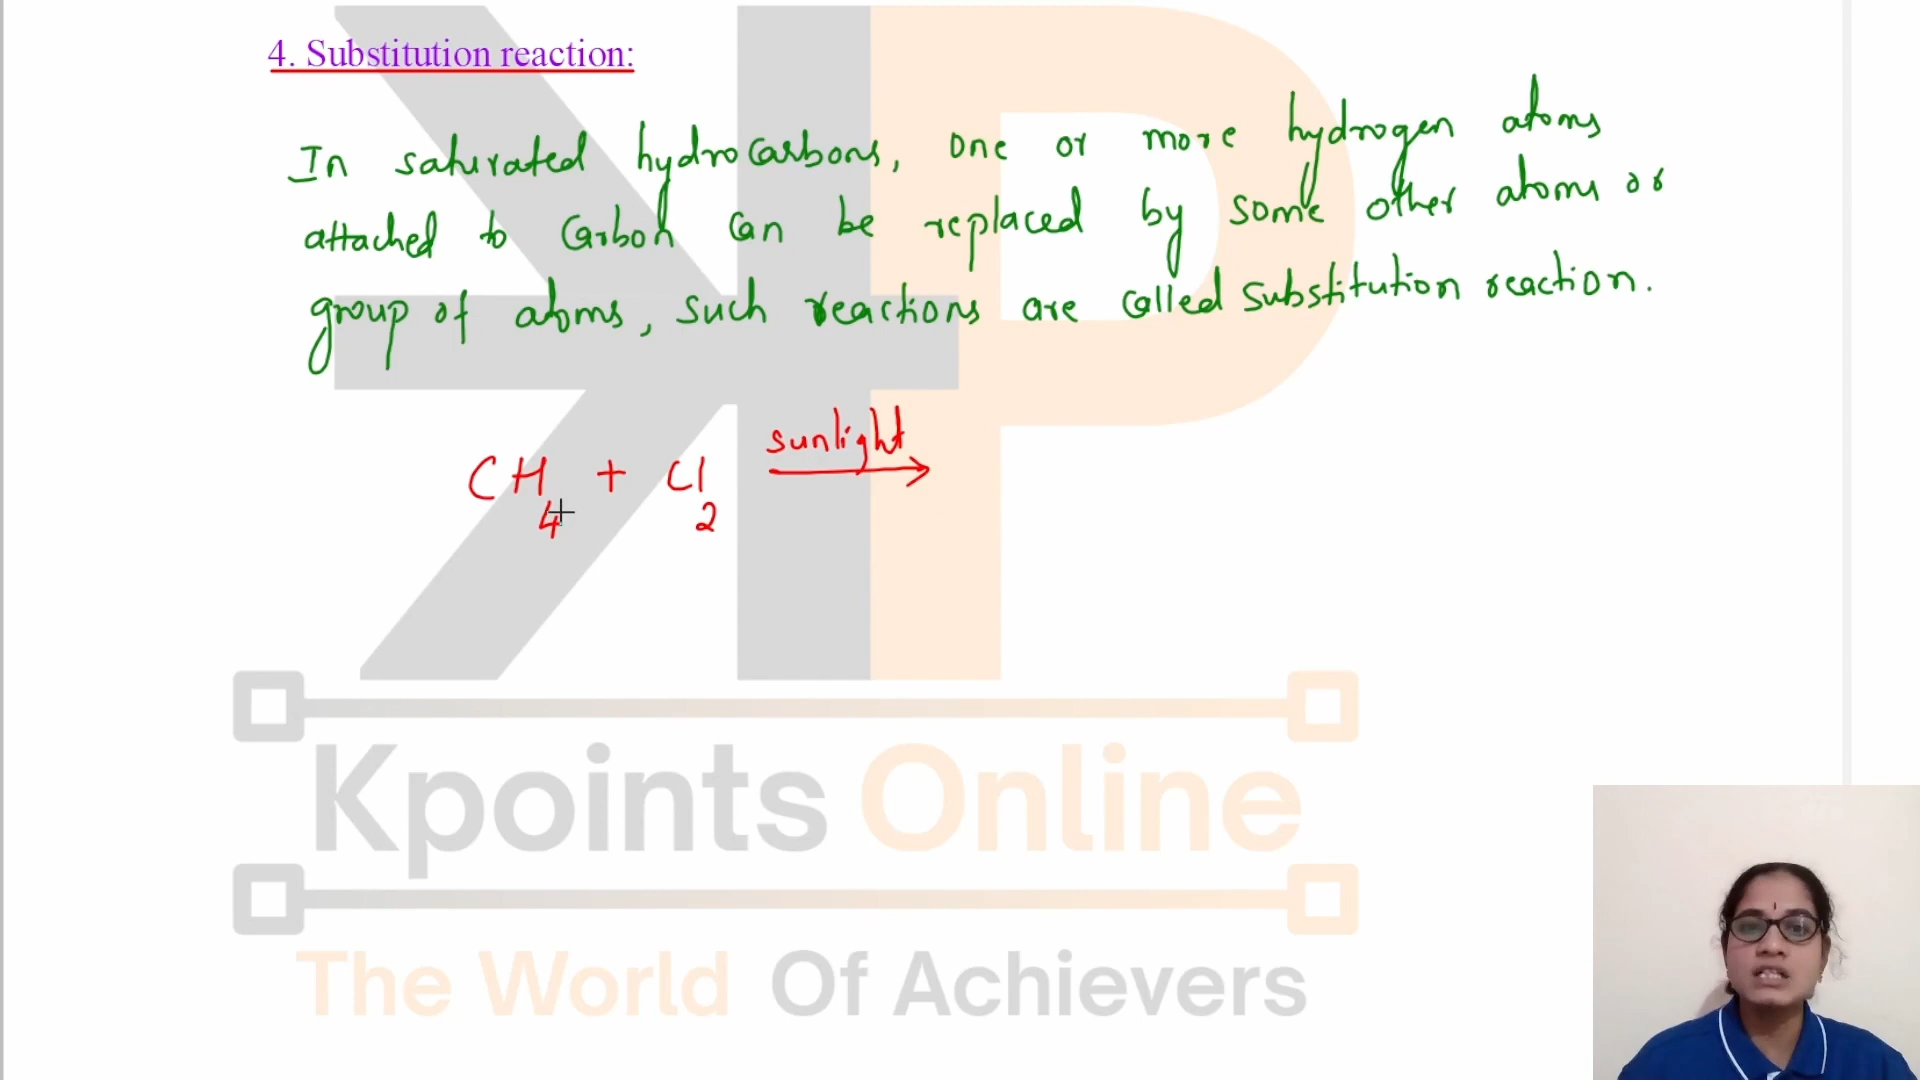 4. Substitution reaction:
In saturated hydrocarbons, one or more hydrogen atoms
attached to Carbon Can be replaced by some other atoms or
group of atoms, such reactions are called substitution reaction.
sunlight
CH4 + Cl2 ⟶
Kpoints Online
The World Of Achievers